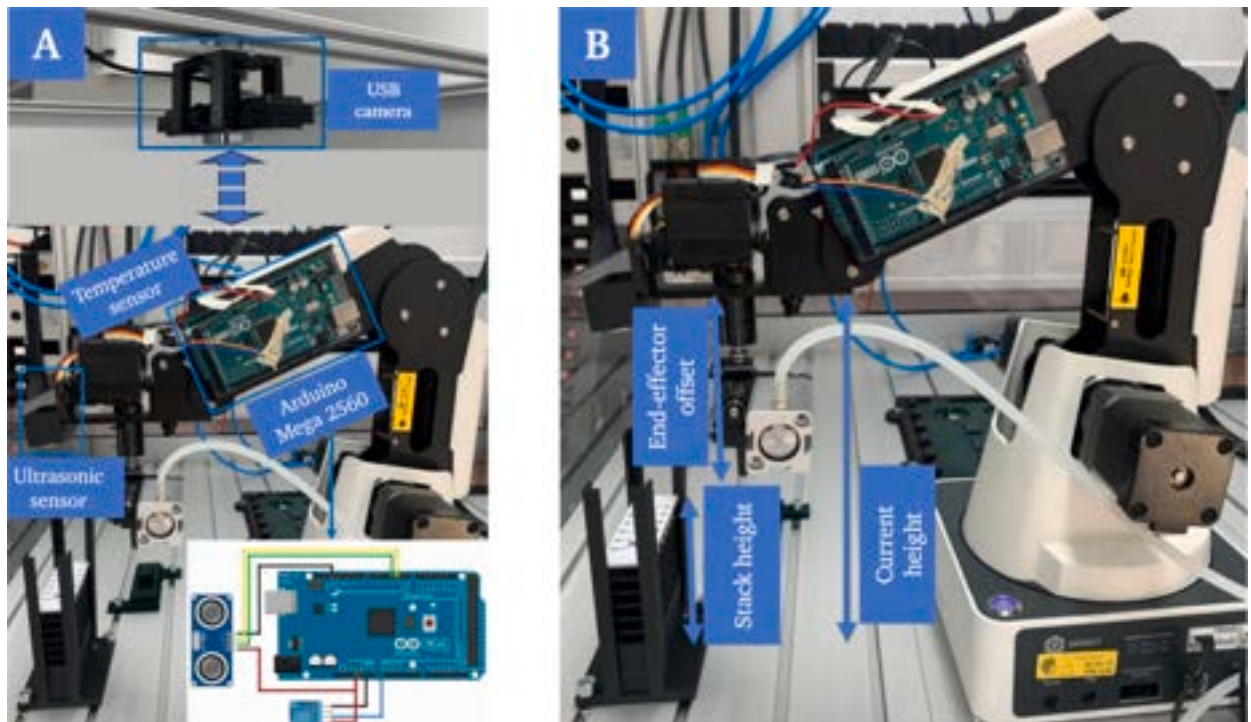 A
USB
camera
Temperature
sensor
Arduino
Mega 2560
Ultrasonic
sensor
B
End-effector
offset
Stack height
Current
height